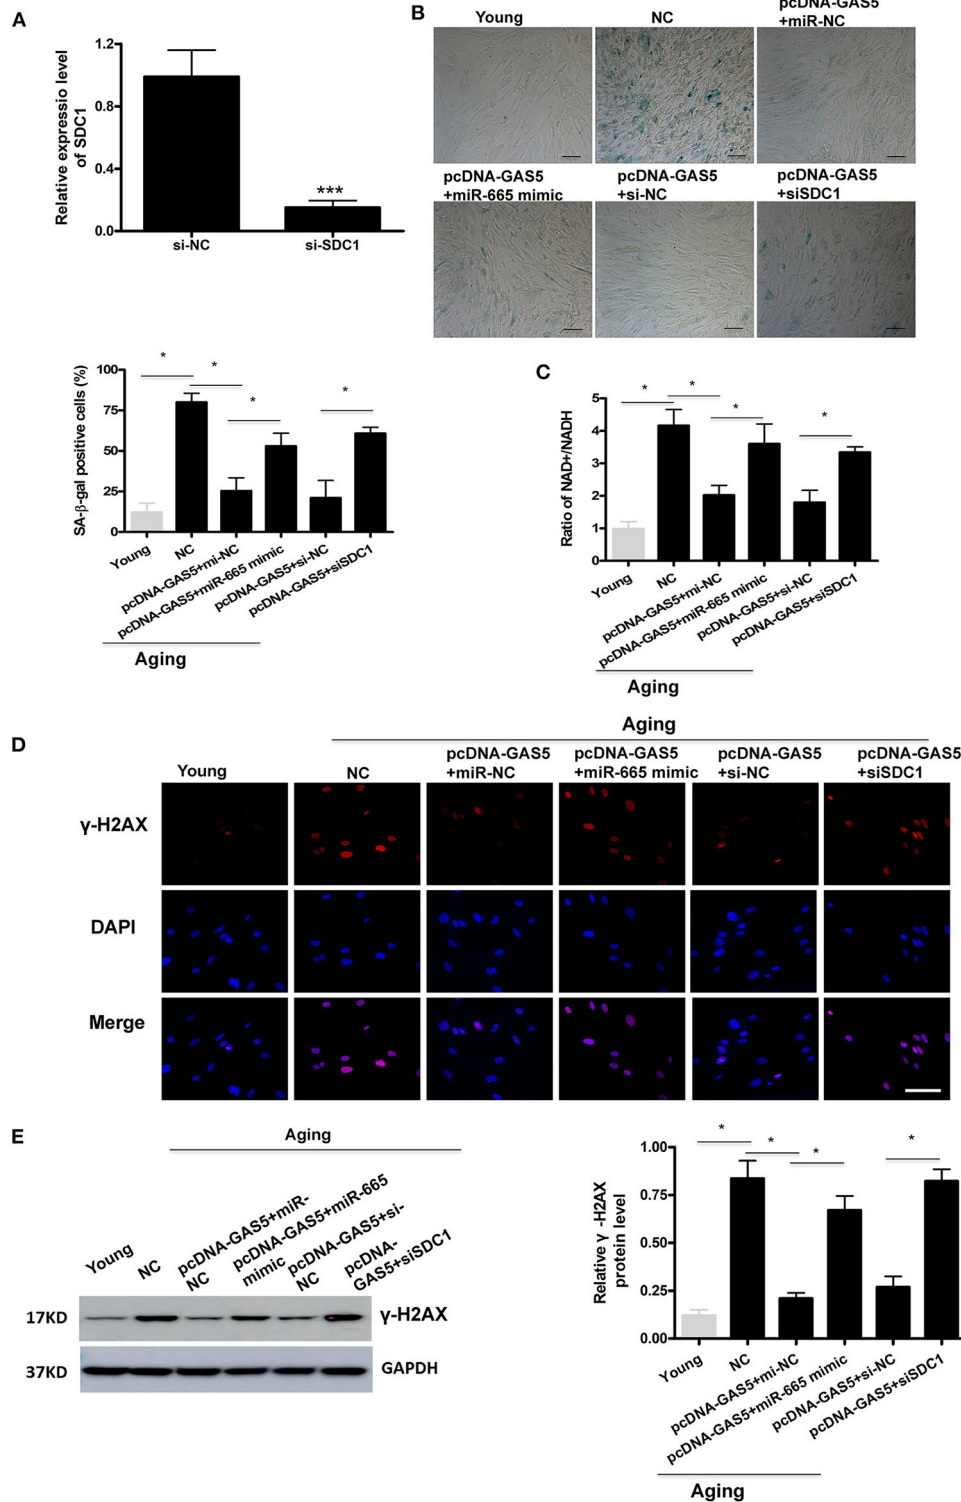 A
Relative expressio level
of SDC1
1.2
0.8
0.4
0.0
***
si-NC
si-SDC1
B
Young
NC
pcDNA-GAS5
+miR-NC
pcDNA-GAS5
+miR-665 mimic
pcDNA-GAS5
+si-NC
pcDNA-GAS5
+siSDC1
SA-β-gal positive cells (%)
100
75
50
25
0
*
*
*
*
Young
NC
pcDNA-GAS5+mi-NC
pcDNA-GAS5+miR-665 mimic
pcDNA-GAS5+si-NC
pcDNA-GAS5+siSDC1
Aging
C
Ratio of NAD+/NADH
5
4
3
2
1
0
*
*
*
*
Young
NC
pcDNA-GAS5+mi-NC
pcDNA-GAS5+miR-665 mimic
pcDNA-GAS5+si-NC
pcDNA-GAS5+siSDC1
Aging
D
Aging
Young
NC
pcDNA-GAS5
+miR-NC
pcDNA-GAS5
+miR-665 mimic
pcDNA-GAS5
+si-NC
pcDNA-GAS5
+siSDC1
γ-H2AX
DAPI
Merge
E
Aging
Young
NC
pcDNA-GAS5+miR-
NC
pcDNA-GAS5+miR-665
mimic
pcDNA-GAS5+si-
NC
pcDNA-
GAS5+siSDC1
17KD
γ-H2AX
37KD
GAPDH
Relative γ -H2AX
protein level
1.00
0.75
0.50
0.25
0.00
*
*
*
*
Young
NC
pcDNA-GAS5+mi-NC
pcDNA-GAS5+miR-665 mimic
pcDNA-GAS5+si-NC
pcDNA-GAS5+siSDC1
Aging